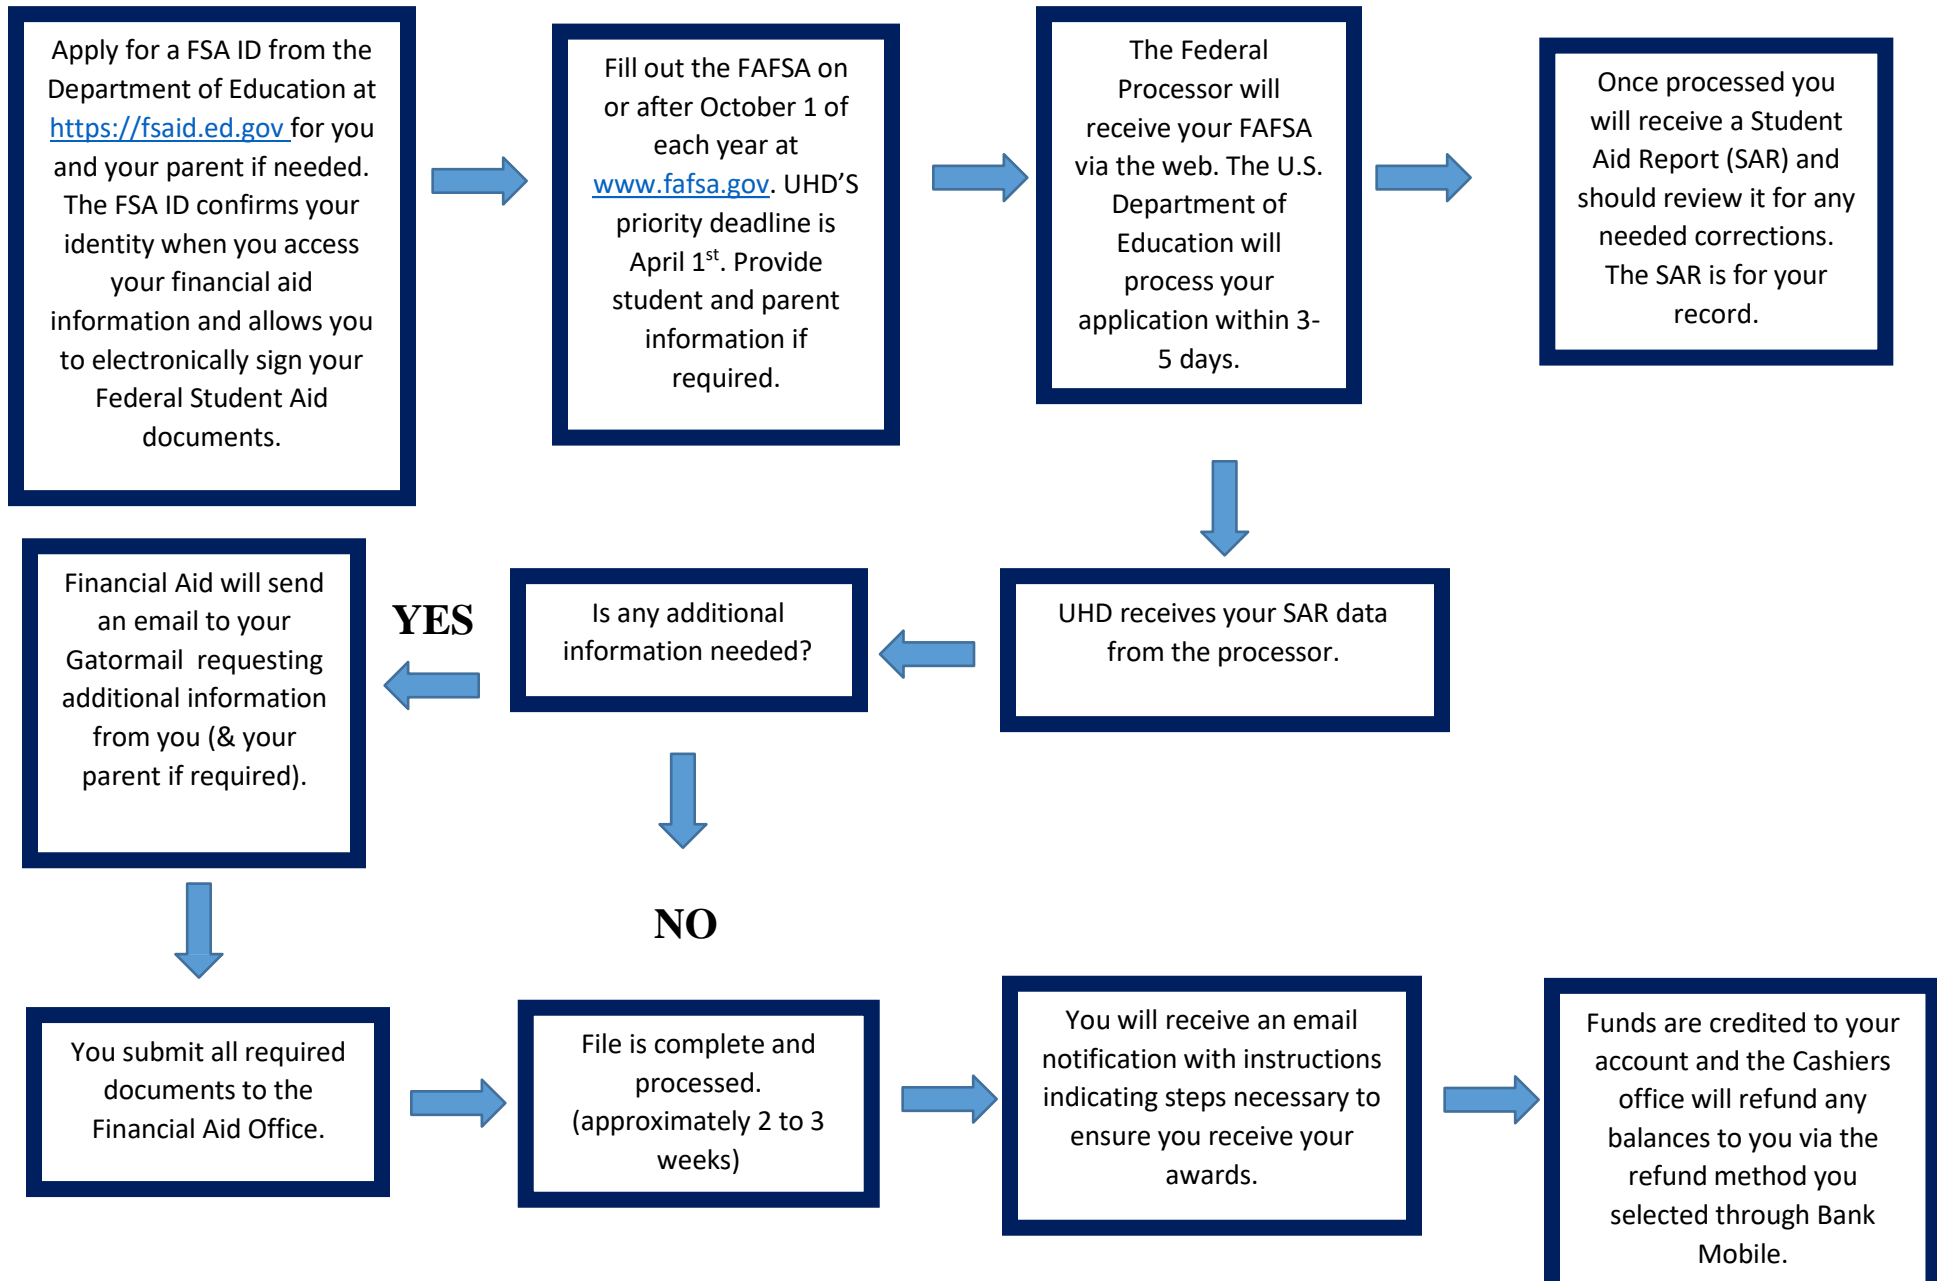 Apply for a FSA ID from the
Department of Education at
https://fsaid.ed.gov for you
and your parent if needed.
The FSA ID confirms your
identity when you access
your financial aid
information and allows you
to electronically sign your
Federal Student Aid
documents.
Fill out the FAFSA on
or after October 1 of
each year at
www.fafsa.gov. UHD’S
priority deadline is
April 1st. Provide
student and parent
information if
required.
The Federal
Processor will
receive your FAFSA
via the web. The U.S.
Department of
Education will
process your
application within 3-
5 days.
Once processed you
will receive a Student
Aid Report (SAR) and
should review it for any
needed corrections.
The SAR is for your
record.
UHD receives your SAR data
from the processor.
Is any additional
information needed?
YES
Financial Aid will send
an email to your
Gatormail requesting
additional information
from you (& your
parent if required).
NO
You submit all required
documents to the
Financial Aid Office.
File is complete and
processed.
(approximately 2 to 3
weeks)
You will receive an email
notification with instructions
indicating steps necessary to
ensure you receive your
awards.
Funds are credited to your
account and the Cashiers
office will refund any
balances to you via the
refund method you
selected through Bank
Mobile.